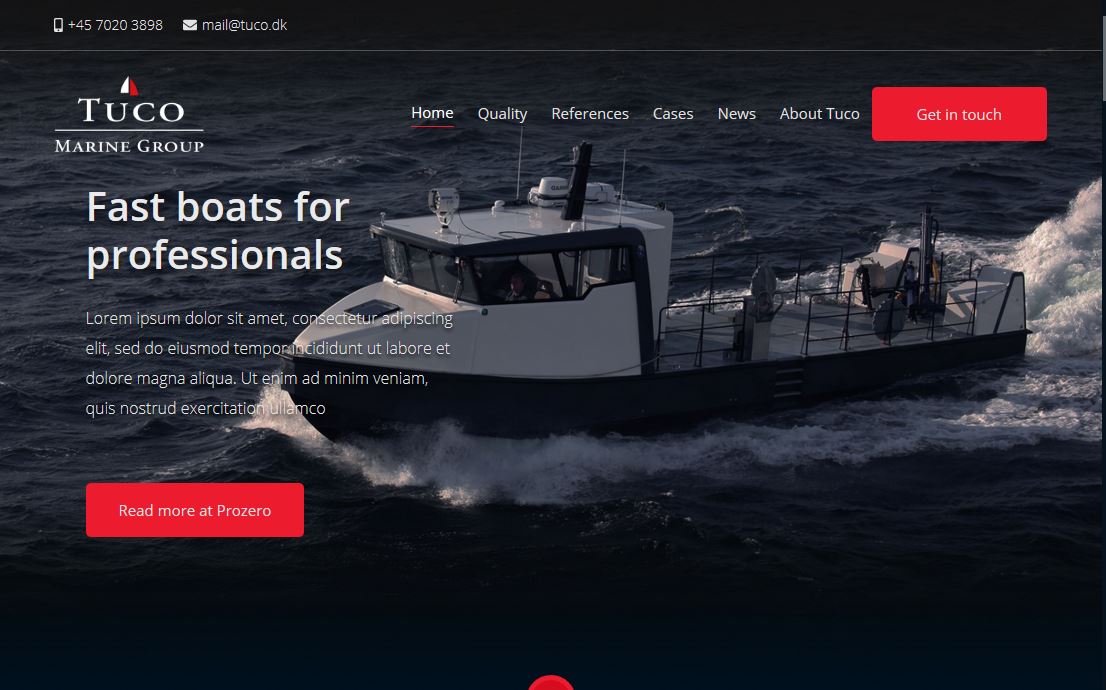 +45 7020 3898 mail@tuco.dk
TUCO
MARINE GROUP
Home Quality References Cases News About Tuco Get in touch
Fast boats for
professionals
Lorem ipsum dolor sit amet, consectetur adipiscing
elit, sed do eiusmod tempor incididunt ut labore et
dolore magna aliqua. Ut enim ad minim veniam,
quis nostrud exercitation ullamco
Read more at Prozero